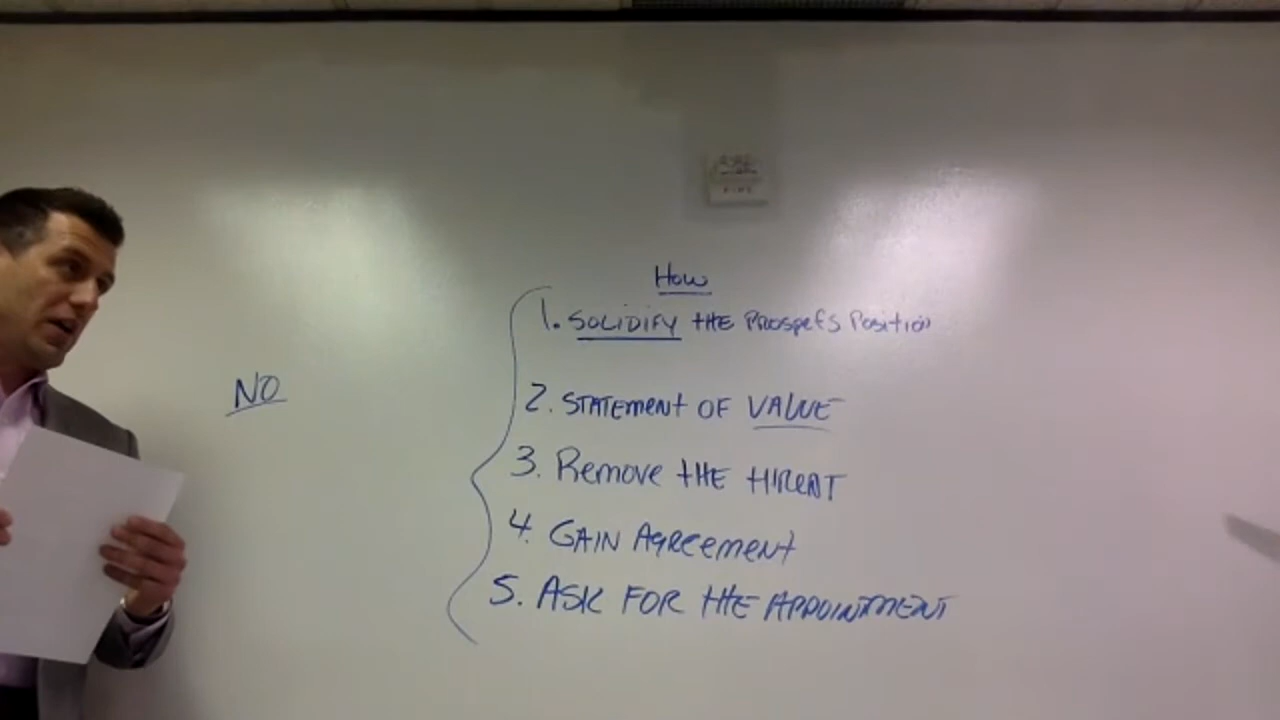 How
1. SOLIDIFY THE PROSPEFS POSITION
NO
2. STATEMENT OF VALUE
3. Remove THE THREAT
4. GAIN AGREEMENT
5. ASK FOR THE APPOINTMENT